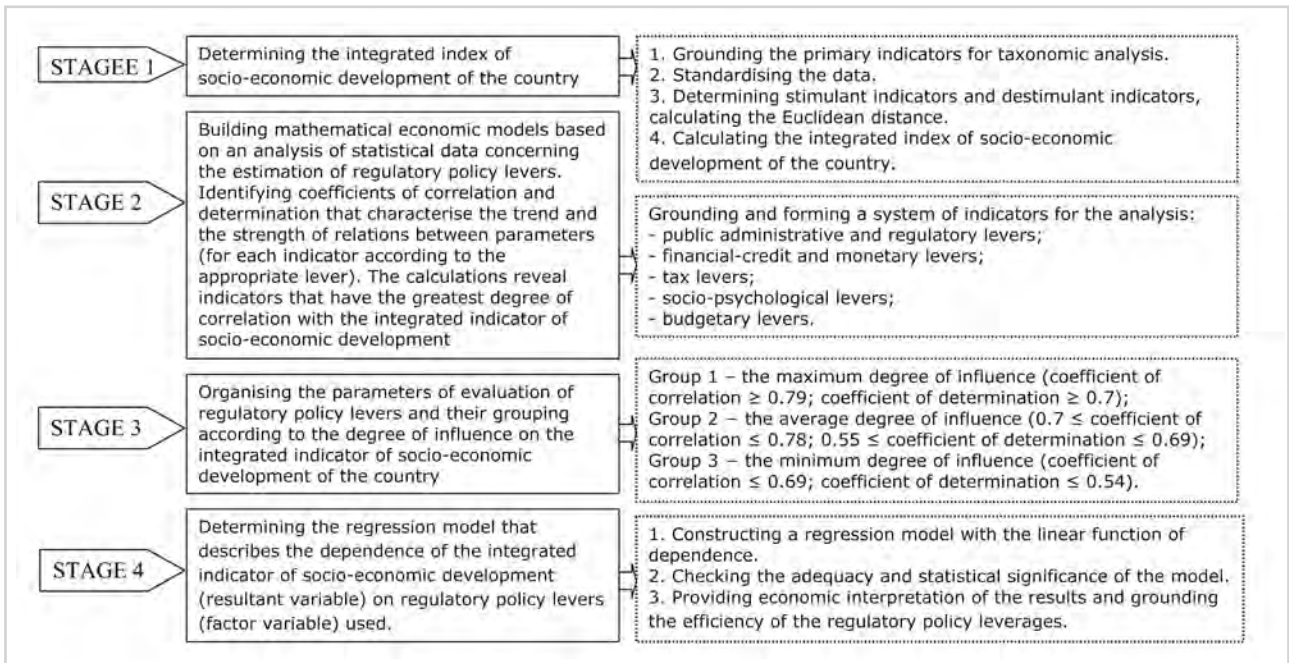 STAGEE 1
Determining the integrated index of
socio-economic development of the country
1. Grounding the primary indicators for taxonomic analysis.
2. Standardising the data.
3. Determining stimulant indicators and destimulant indicators,
calculating the Euclidean distance.
4. Calculating the integrated index of socio-economic
development of the country.
STAGE 2
Building mathematical economic models based
on an analysis of statistical data concerning
the estimation of regulatory policy levers.
Identifying coefficients of correlation and
determination that characterise the trend and
the strength of relations between parameters
(for each indicator according to the
appropriate lever). The calculations reveal
indicators that have the greatest degree of
correlation with the integrated indicator of
socio-economic development
Grounding and forming a system of indicators for the analysis:
- public administrative and regulatory levers;
- financial-credit and monetary levers;
- tax levers;
- socio-psychological levers;
- budgetary levers.
STAGE 3
Organising the parameters of evaluation of
regulatory policy levers and their grouping
according to the degree of influence on the
integrated indicator of socio-economic
development of the country
Group 1 – the maximum degree of influence (coefficient of
correlation ≥ 0.79; coefficient of determination ≥ 0.7);
Group 2 – the average degree of influence (0.7 ≤ coefficient of
correlation ≤ 0.78; 0.55 ≤ coefficient of determination ≤ 0.69);
Group 3 – the minimum degree of influence (coefficient of
correlation ≤ 0.69; coefficient of determination ≤ 0.54).
STAGE 4
Determining the regression model that
describes the dependence of the integrated
indicator of socio-economic development
(resultant variable) on regulatory policy levers
(factor variable) used.
1. Constructing a regression model with the linear function of
dependence.
2. Checking the adequacy and statistical significance of the model.
3. Providing economic interpretation of the results and grounding
the efficiency of the regulatory policy leverages.